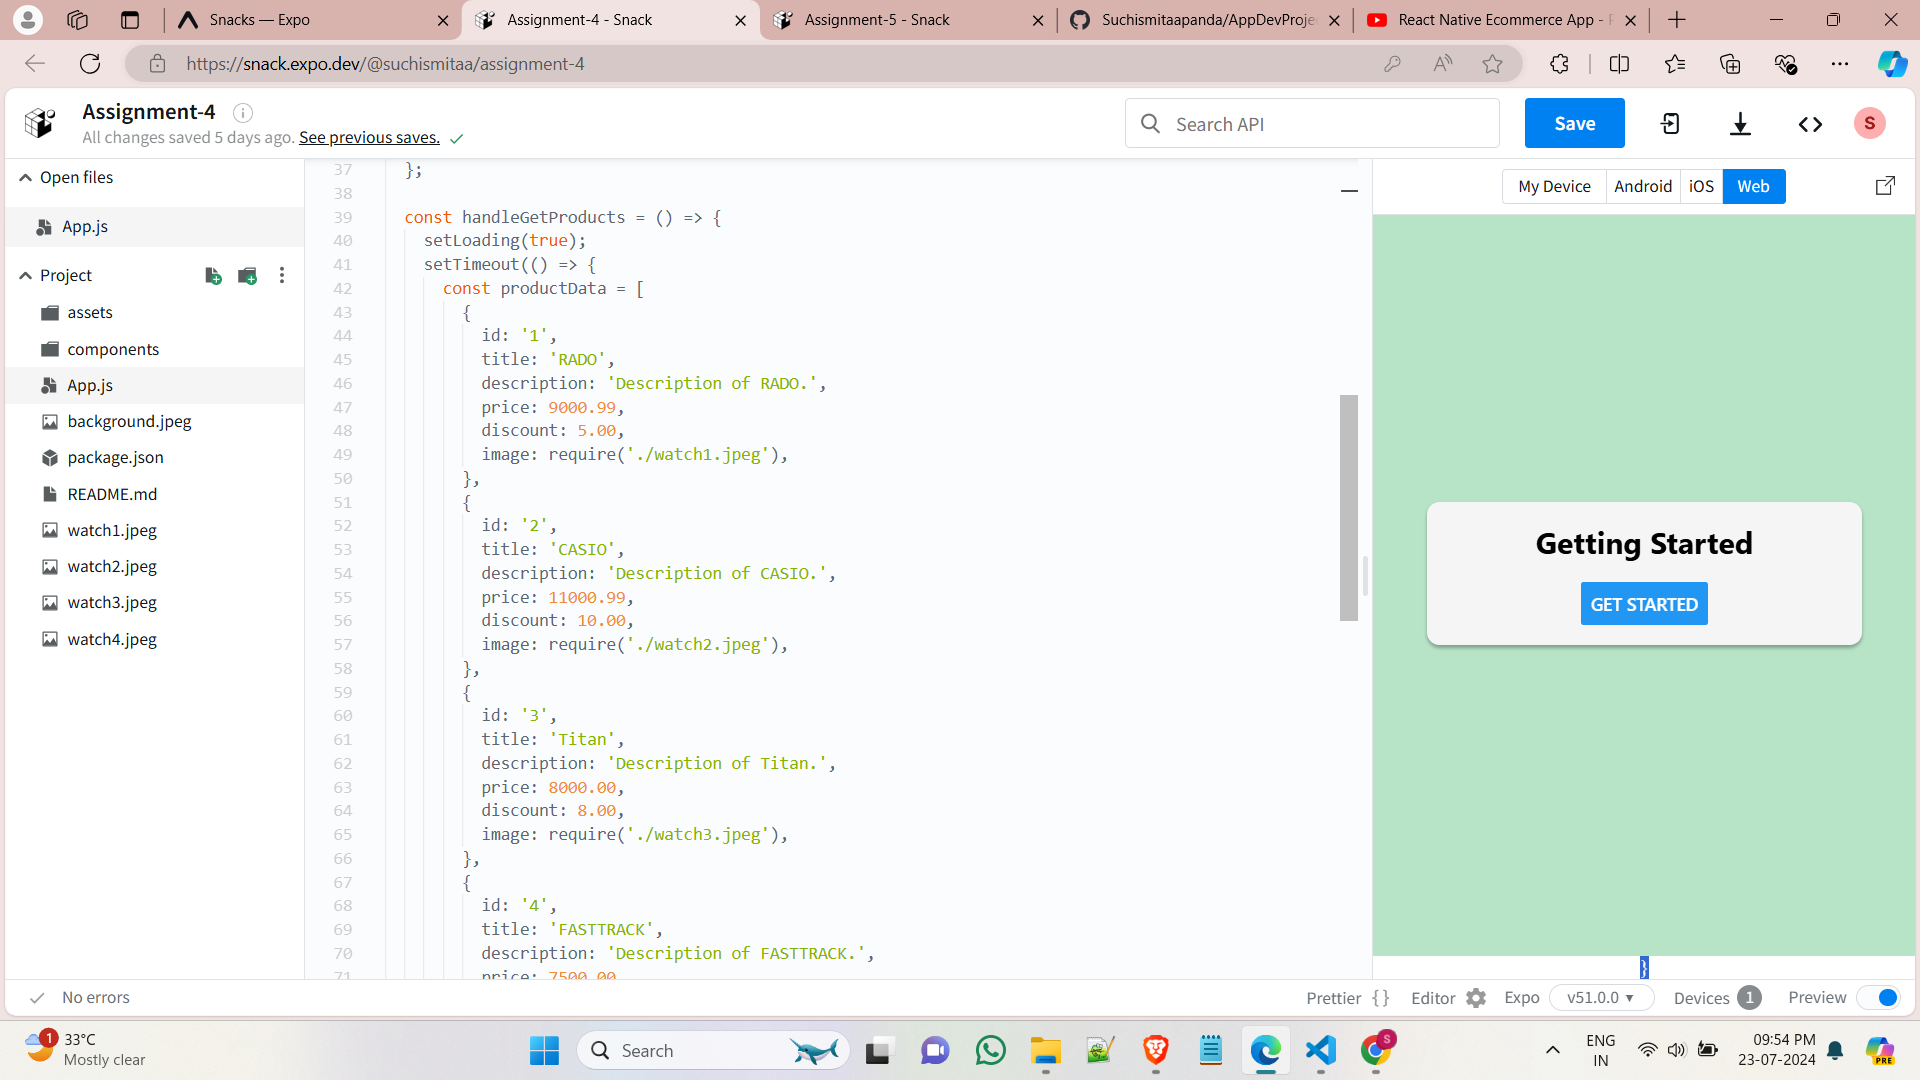 Snacks — Expo
Assignment-4 - Snack
Assignment-5 - Snack
Suchismitaapanda/AppDevProje
React Native Ecommerce App -
https://snack.expo.dev/@suchismitaa/assignment-4
Assignment-4
All changes saved 5 days ago. See previous saves.
Search API
Save
S
Open files
App.js
Project
assets
components
App.js
background.jpeg
package.json
README.md
watch1.jpeg
watch2.jpeg
watch3.jpeg
watch4.jpeg
37 };
38
39 const handleGetProducts = () => {
40 setLoading(true);
41 setTimeout(() => {
42 const productData = [
43 {
44 id: '1',
45 title: 'RADO',
46 description: 'Description of RADO.',
47 price: 9000.99,
48 discount: 5.00,
49 image: require('./watch1.jpeg'),
50 },
51 {
52 id: '2',
53 title: 'CASIO',
54 description: 'Description of CASIO.',
55 price: 11000.99,
56 discount: 10.00,
57 image: require('./watch2.jpeg'),
58 },
59 {
60 id: '3',
61 title: 'Titan',
62 description: 'Description of Titan.',
63 price: 8000.00,
64 discount: 8.00,
65 image: require('./watch3.jpeg'),
66 },
67 {
68 id: '4',
69 title: 'FASTTRACK',
70 description: 'Description of FASTTRACK.',
71 price: 7500.00
My Device Android iOS Web
Getting Started
GET STARTED
}
No errors
Prettier {} Editor Expo v51.0.0 Devices 1 Preview
1
33°C
Mostly clear
Search
S
ENG
IN
09:54 PM
23-07-2024
PRE